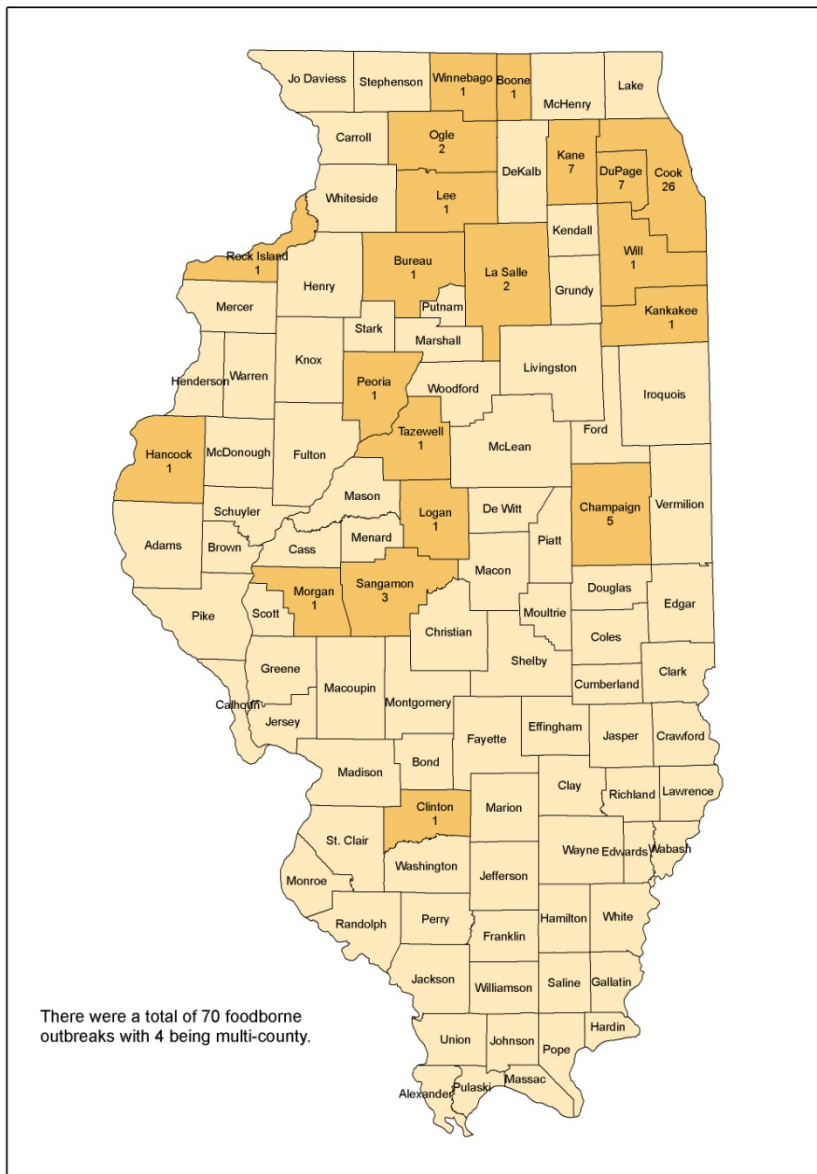 Jo Daviess
Stephenson
Winnebago
1
Boone
1
McHenry
Lake
Carroll
Ogle
2
DeKalb
Kane
7
DuPage
7
Cook
26
Whiteside
Lee
1
Kendall
Rock Island
1
Henry
Bureau
1
La Salle
2
Grundy
Will
1
Mercer
Putnam
Kankakee
1
Stark
Marshall
Henderson
Warren
Knox
Peoria
1
Woodford
Livingston
Iroquois
Ford
Hancock
1
McDonough
Fulton
Tazewell
1
McLean
Mason
Logan
1
De Witt
Champaign
5
Vermilion
Schuyler
Adams
Brown
Cass
Menard
Piatt
Macon
Pike
Scott
Morgan
1
Sangamon
3
Christian
Moultrie
Douglas
Edgar
Coles
Shelby
Greene
Macoupin
Montgomery
Cumberland
Clark
Calhoun
Jersey
Fayette
Effingham
Jasper
Crawford
Madison
Bond
Clay
Richland
Lawrence
Clinton
1
Marion
St. Clair
Washington
Wayne
Edwards
Wabash
Monroe
Jefferson
Randolph
Perry
Hamilton
White
Franklin
Jackson
Williamson
Saline
Gallatin
There were a total of 70 foodborne
outbreaks with 4 being multi-county.
Union
Johnson
Pope
Hardin
Alexander
Pulaski
Massac